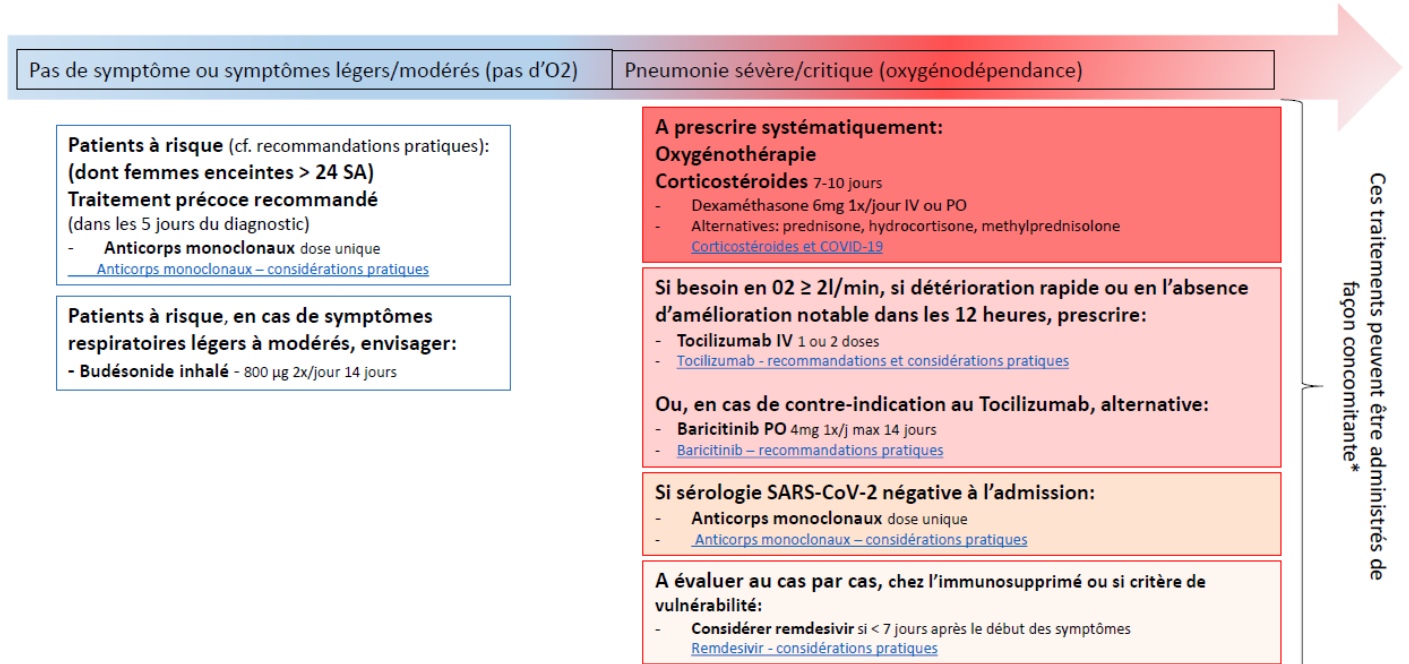 Pas de symptôme ou symptômes légers/modérés (pas d'O2)
Pneumonie sévère/critique (oxygénodépendance)
Patients à risque (cf. recommandations pratiques):
(dont femmes enceintes > 24 SA)
Traitement précoce recommandé
(dans les 5 jours du diagnostic)
- Anticorps monoclonaux dose unique
Anticorps monoclonaux – considérations pratiques
Patients à risque, en cas de symptômes
respiratoires légers à modérés, envisager:
- Budésonide inhalé - 800 µg 2x/jour 14 jours
A prescrire systématiquement:
Oxygénothérapie
Corticostéroides 7-10 jours
- Dexaméthasone 6mg 1x/jour IV ou PO
- Alternatives: prednisone, hydrocortisone, methylprednisolone
Corticostéroides et COVID-19
Si besoin en 02 ≥ 2l/min, si détérioration rapide ou en l'absence
d'amélioration notable dans les 12 heures, prescrire:
- Tocilizumab IV 1 ou 2 doses
- Tocilizumab - recommandations et considérations pratiques
Ou, en cas de contre-indication au Tocilizumab, alternative:
- Baricitinib PO 4mg 1x/j max 14 jours
- Baricitinib – recommandations pratiques
Si sérologie SARS-CoV-2 négative à l'admission:
- Anticorps monoclonaux dose unique
- Anticorps monoclonaux – considérations pratiques
A évaluer au cas par cas, chez l'immunosupprimé ou si critère de
vulnérabilité:
- Considérer remdesivir si < 7 jours après le début des symptômes
Remdesivir - considérations pratiques
Ces traitements peuvent être administrés de
façon concomitante*